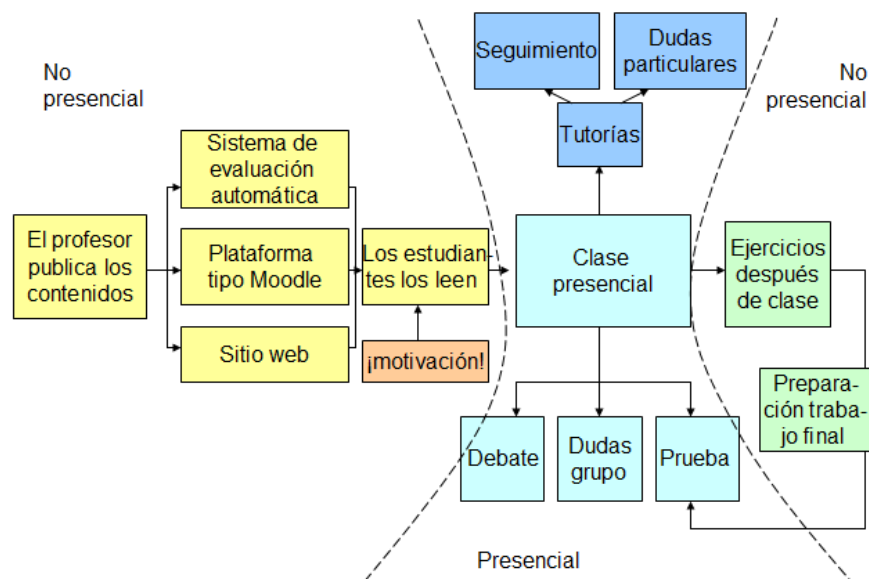 No
presencial
Seguimiento
Dudas
particulares
No
presencial
Tutorías
Sistema de
evaluación
automática
El profesor
publica los
contenidos
Plataforma
tipo Moodle
Sitio web
Los estudian-
tes los leen
¡motivación!
Clase
presencial
Ejercicios
después
de clase
Prepara-
ción traba-
jo final
Debate
Dudas
grupo
Prueba
Presencial